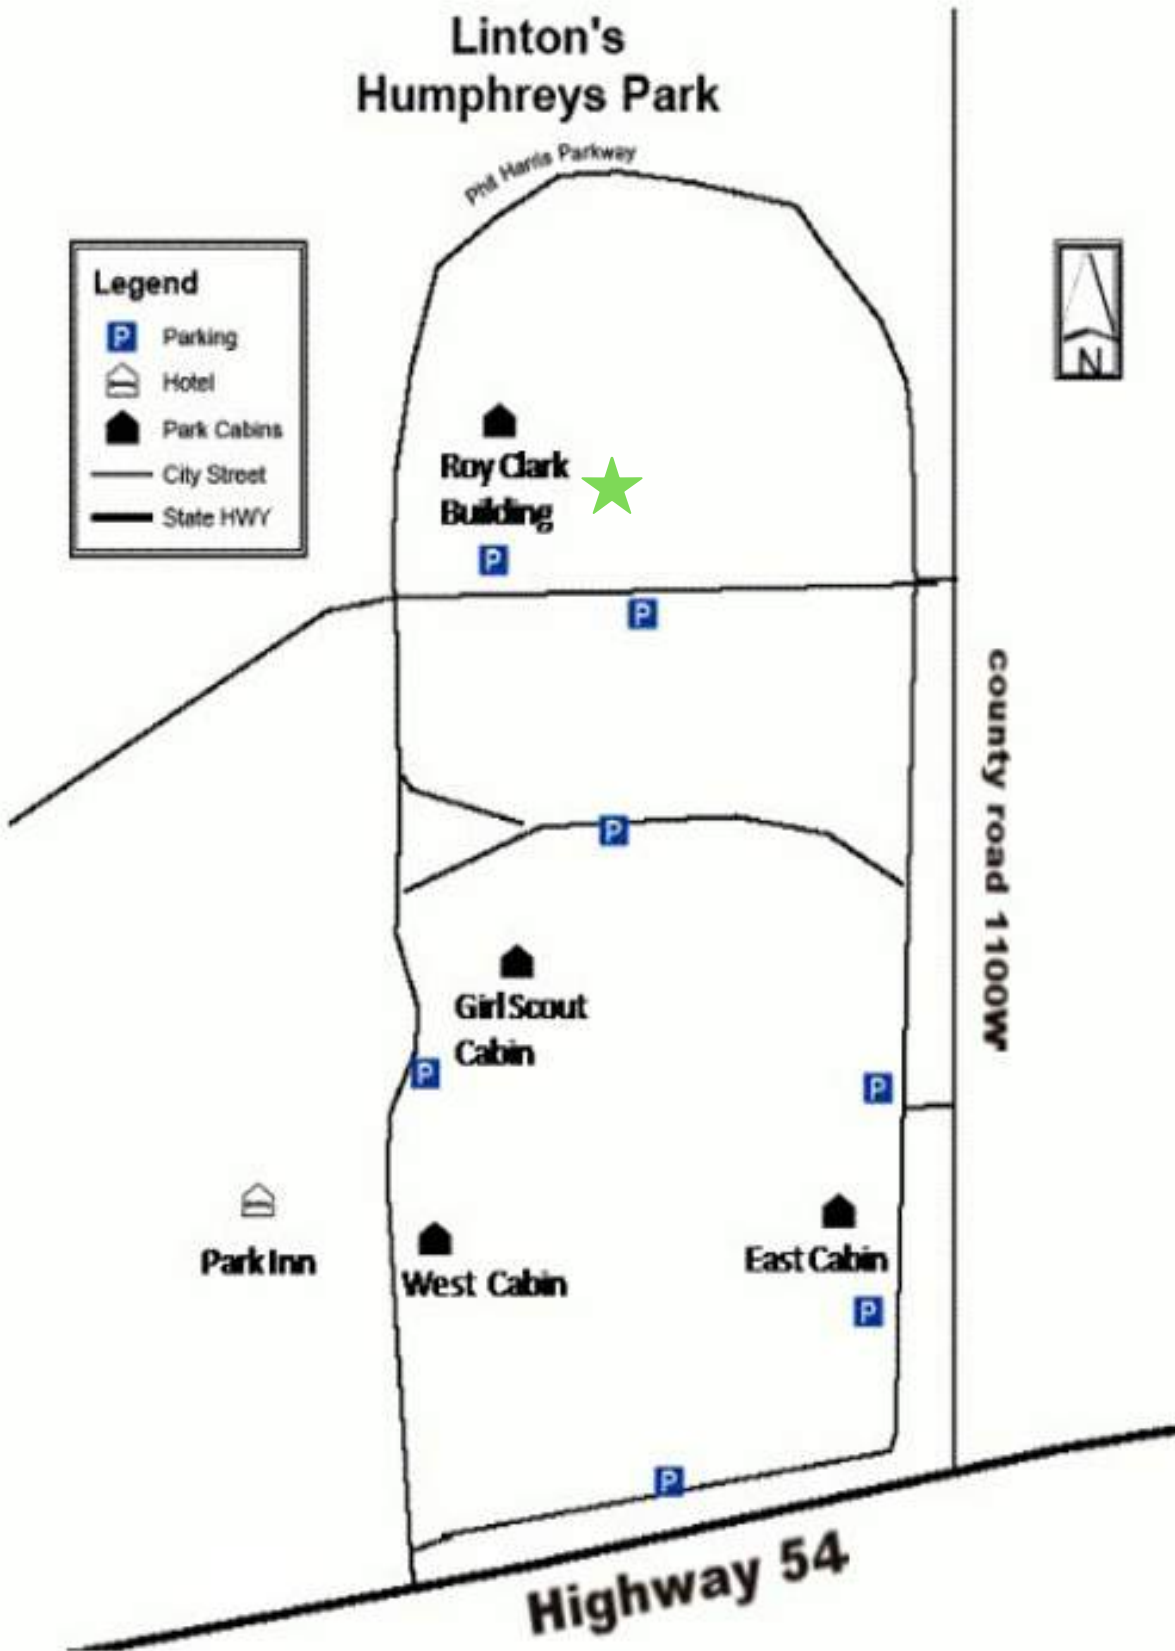 Linton's
Humphreys Park
Phil Harris Parkway
Legend
P Parking
Hotel
Park Cabins
City Street
State HWY
N
Roy Clark
Building
P
P
county road 1100W
P
Girl Scout
Cabin
P
P
Park Inn
West Cabin
East Cabin
P
P
Highway 54